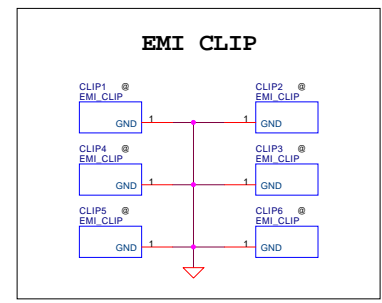 EMI CLIP
CLIP1 @ CLIP2 @
EMI_CLIP EMI_CLIP
GND 1 1 GND
CLIP4 @ CLIP3 @
EMI_CLIP EMI_CLIP
GND 1 1 GND
CLIP5 @ CLIP6 @
EMI_CLIP EMI_CLIP
GND 1 1 GND